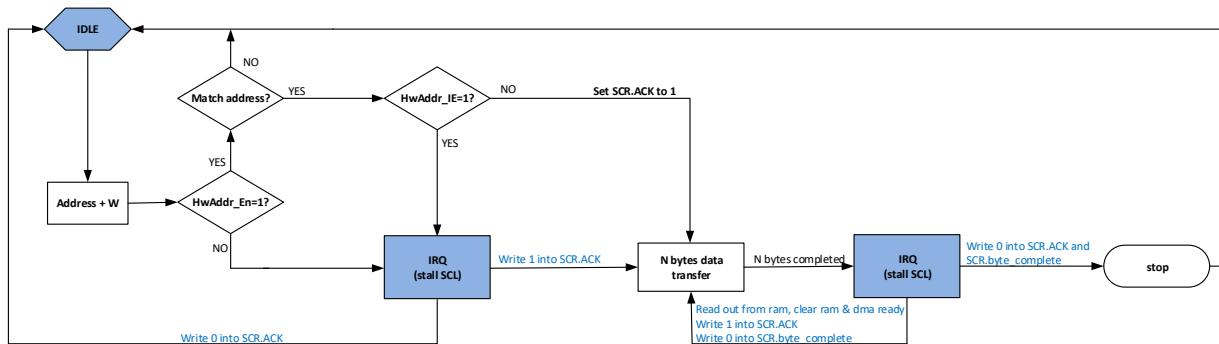 IDLE
NO
Match address?
YES
HwAddr_IE=1?
NO
Set SCR.ACK to 1
YES
YES
Address + W
HwAddr_En=1?
NO
IRQ
(stall SCL)
Write 1 into SCR.ACK
N bytes data
transfer
N bytes completed
IRQ
(stall SCL)
Write 0 into SCR.ACK and
SCR.byte_complete
stop
Read out from ram, clear ram & dma ready
Write 1 into SCR.ACK
Write 0 into SCR.byte_complete
Write 0 into SCR.ACK